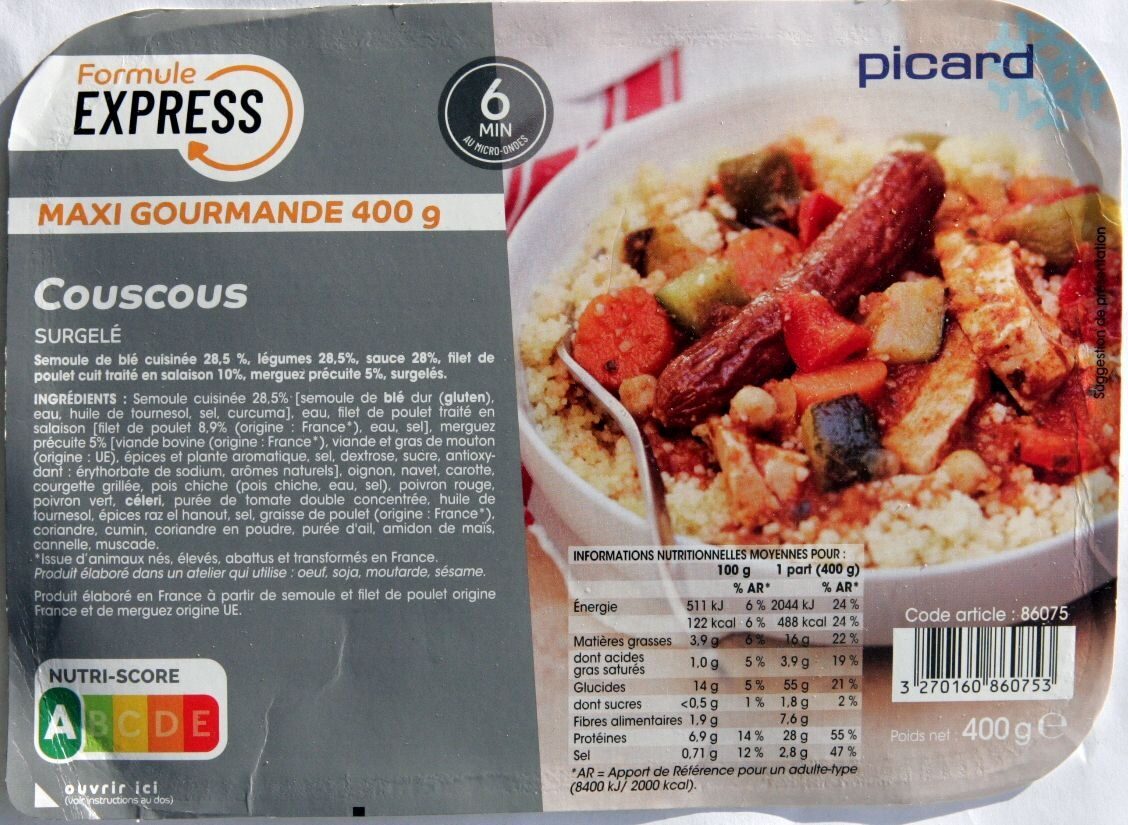 Formule
EXPRESS
6
MIN
AU MICRO-ONDES
picard
MAXI GOURMANDE 400 g
COUSCOUS
SURGELÉ
Semoule de blé cuisinée 28,5 %, légumes 28,5%, sauce 28%, filet de
poulet cuit traité en salaison 10%, merguez précuite 5%, surgelés.
INGRÉDIENTS : Semoule cuisinée 28,5% [semoule de blé dur (gluten),
eau, huile de tournesol, sel, curcuma], eau, filet de poulet traité en
salaison [filet de poulet 8,9% (origine : France*), eau, sel], merguez
précuite 5% [viande bovine (origine : France*), viande et gras de mouton
(origine : UE), épices et plante aromatique, sel, dextrose, sucre, antioxy-
dant : érythorbate de sodium, arômes naturels], oignon, navet, carotte,
courgette grillée, pois chiche (pois chiche, eau, sel), poivron rouge,
poivron vert, céleri, purée de tomate double concentrée, huile de
tournesol, épices raz el hanout, sel, graisse de poulet (origine : France*),
coriandre, cumin, coriandre en poudre, purée d'ail, amidon de maïs,
cannelle, muscade.
*Issue d'animaux nés, élevés, abattus et transformés en France.
Produit élaboré dans un atelier qui utilise : oeuf, soja, moutarde, sésame.
Produit élaboré en France à partir de semoule et filet de poulet origine
France et de merguez origine UE.
NUTRI-SCORE
A B C D E
ouvrir ici
(voir instructions au dos)
Suggestion de présentation
INFORMATIONS NUTRITIONNELLES MOYENNES POUR :
100 g 1 part (400 g)
% AR* % AR*
Énergie 511 kJ 6 % 2044 kJ 24 %
122 kcal 6 % 488 kcal 24 %
Matières grasses 3,9 g 6 % 16 g 22 %
dont acides
gras saturés 1,0 g 5 % 3,9 g 19 %
Glucides 14 g 5 % 55 g 21 %
dont sucres <0,5 g 1 % 1,8 g 2 %
Fibres alimentaires 1,9 g 7,6 g
Protéines 6,9 g 14 % 28 g 55 %
Sel 0,71 g 12 % 2,8 g 47 %
*AR = Apport de Référence pour un adulte-type
(8400 kJ/ 2000 kcal).
Code article : 86075
3 270160 860753
Poids net : 400 g e